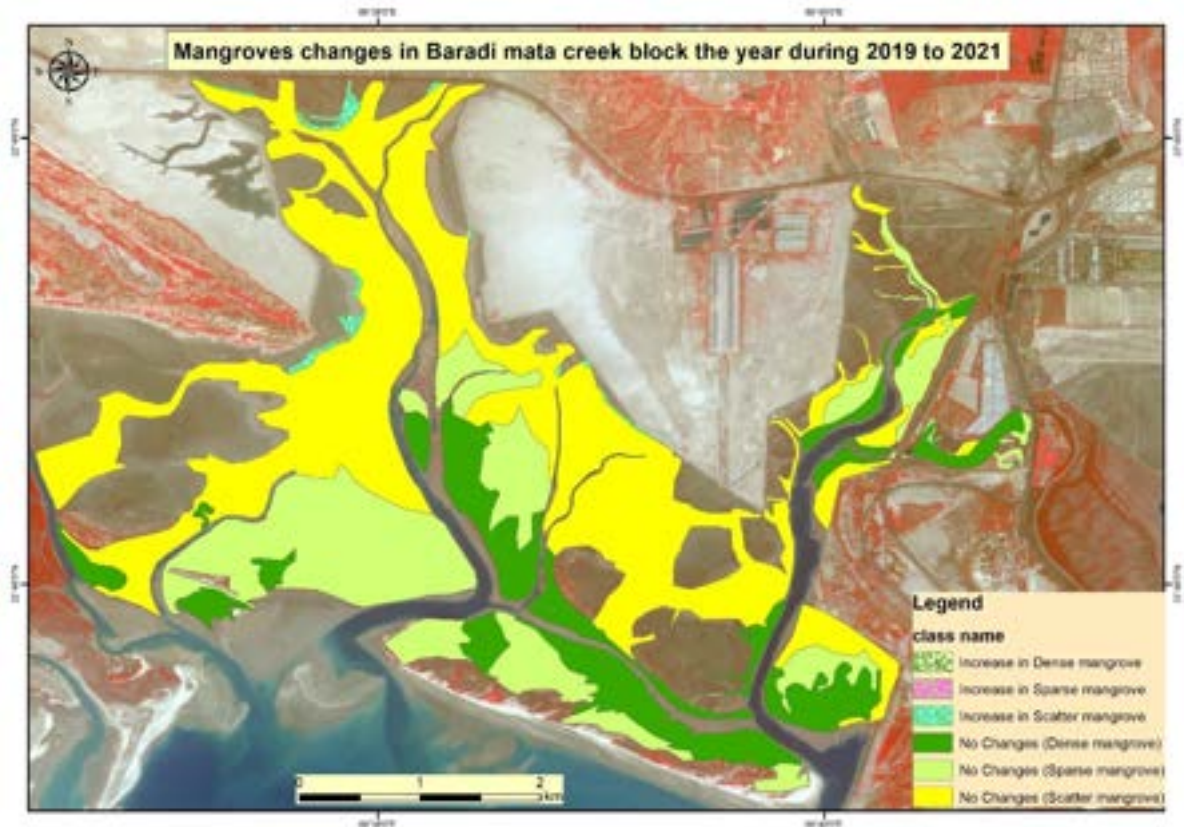 Mangroves changes in Baradi mata creek block the year during 2019 to 2021
N
S
0 1 2
km
Legend
class name
Increase in Dense mangrove
Increase in Sparse mangrove
Increase in Scatter mangrove
No Changes (Dense mangrove)
No Changes (Sparse mangrove)
No Changes (Scatter mangrove)